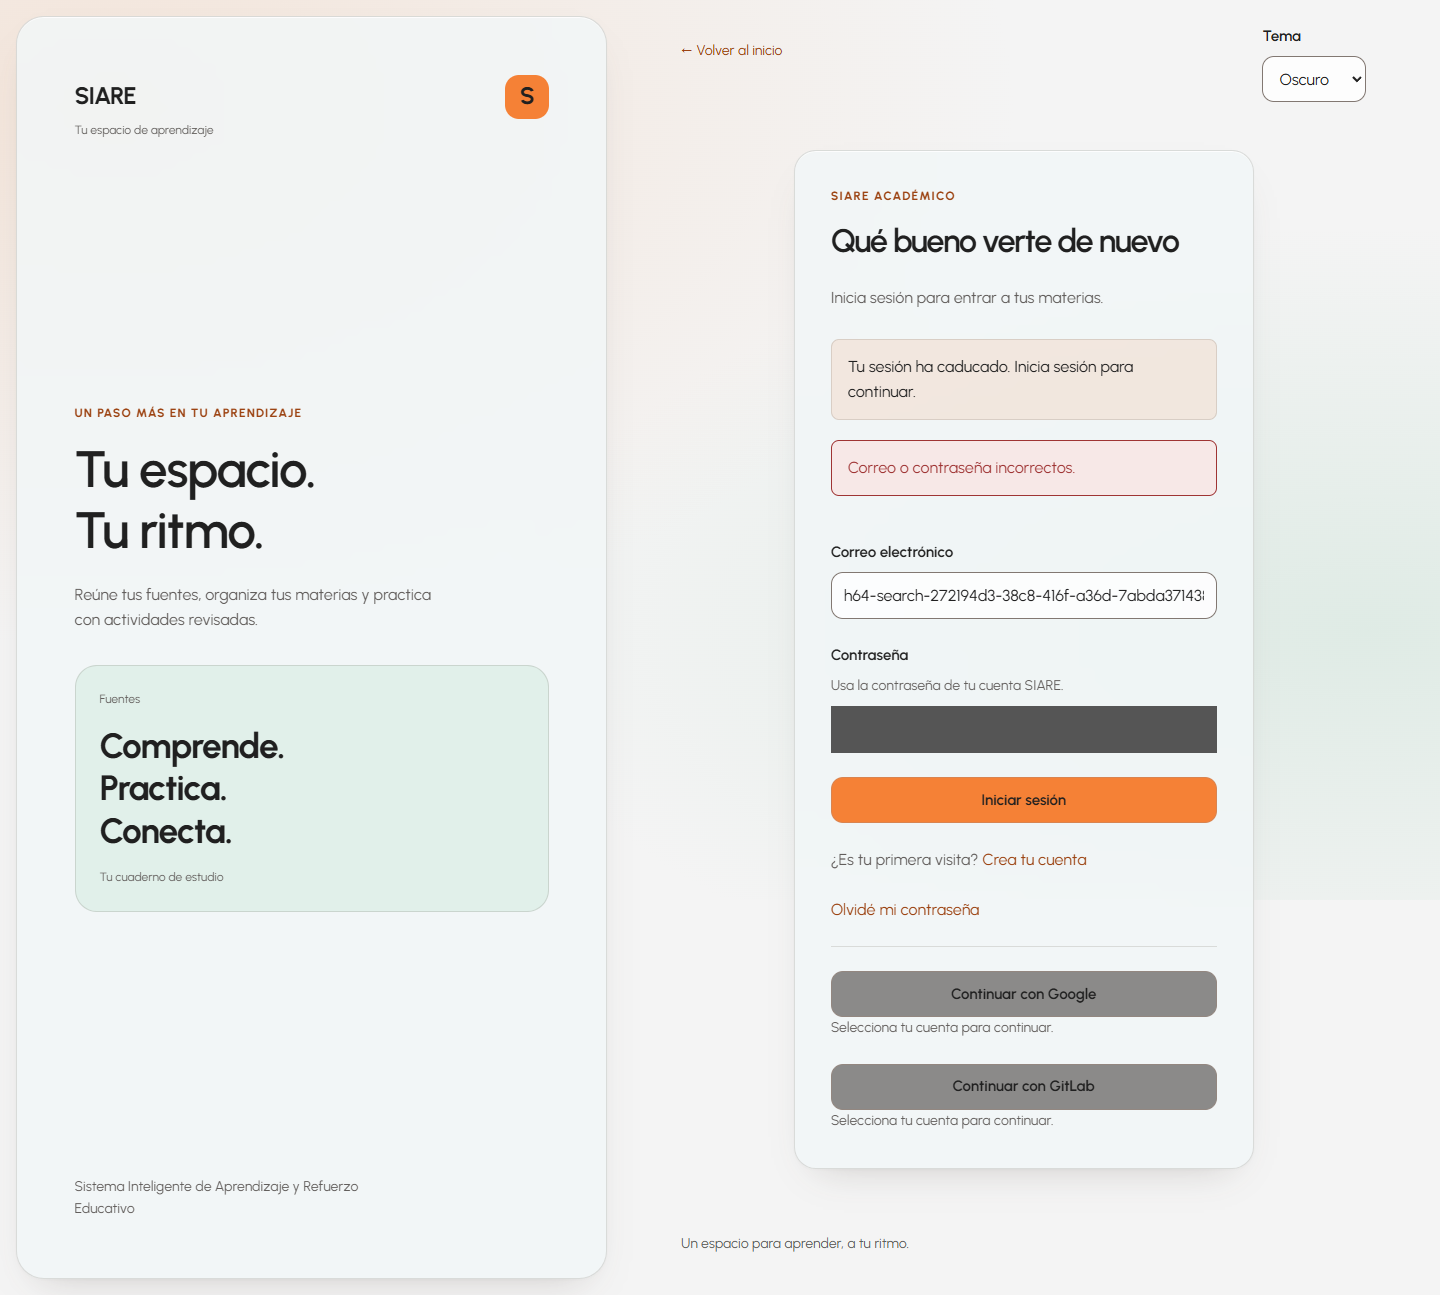 SIARE
S
Tu espacio de aprendizaje
UN PASO MÁS EN TU APRENDIZAJE
Tu espacio.
Tu ritmo.
Reúne tus fuentes, organiza tus materias y practica
con actividades revisadas.
Fuentes
Comprende.
Practica.
Conecta.
Tu cuaderno de estudio
Sistema Inteligente de Aprendizaje y Refuerzo
Educativo
← Volver al inicio
Tema
Oscuro
SIARE ACADÉMICO
Qué bueno verte de nuevo
Inicia sesión para entrar a tus materias.
Tu sesión ha caducado. Inicia sesión para
continuar.
Correo o contraseña incorrectos.
Correo electrónico
h64-search-272194d3-38c8-416f-a36d-7abda371438
Contraseña
Usa la contraseña de tu cuenta SIARE.
Iniciar sesión
¿Es tu primera visita? Crea tu cuenta
Olvidé mi contraseña
Continuar con Google
Selecciona tu cuenta para continuar.
Continuar con GitLab
Selecciona tu cuenta para continuar.
Un espacio para aprender, a tu ritmo.